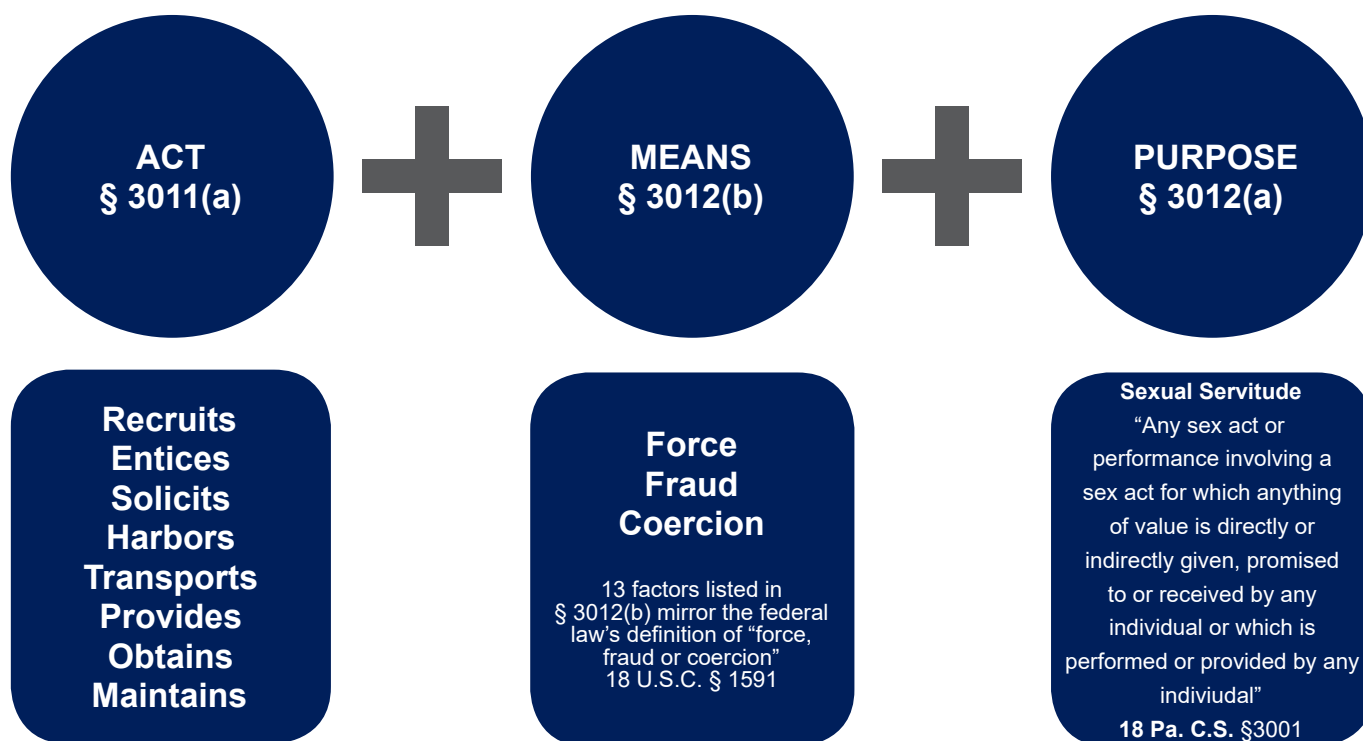 ACT
§ 3011(a)
MEANS
§ 3012(b)
PURPOSE
§ 3012(a)
Recruits
Entices
Solicits
Harbors
Transports
Provides
Obtains
Maintains
Force
Fraud
Coercion
13 factors listed in
§ 3012(b) mirror the federal
law’s definition of “force,
fraud or coercion”
18 U.S.C. § 1591
Sexual Servitude
“Any sex act or
performance involving a
sex act for which anything
of value is directly or
indirectly given, promised
to or received by any
individual or which is
performed or provided by any
indiviudal”
18 Pa. C.S. §3001